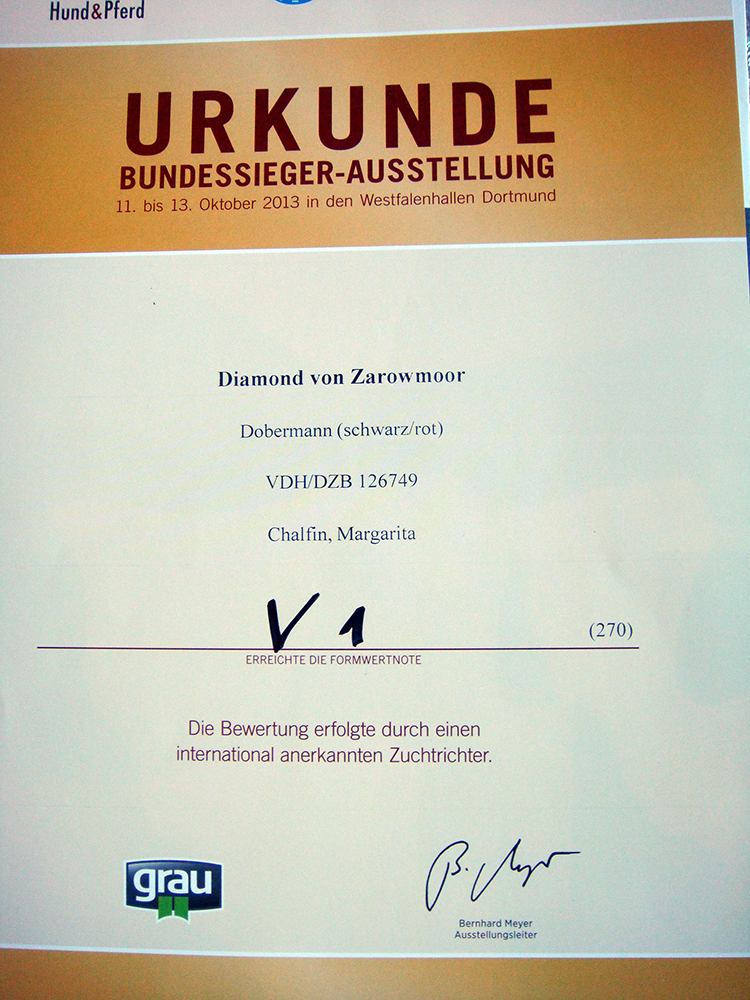 Hund&Pferd
URKUNDE
BUNDESSIEGER-AUSSTELLUNG
11. bis 13. Oktober 2013 in den Westfalenhallen Dortmund
Diamond von Zarowmoor
Dobermann (schwarz/rot)
VDH/DZB 126749
Chalfin, Margarita
V 1
(270)
ERREICHTE DIE FORMWERTNOTE
Die Bewertung erfolgte durch einen
international anerkannten Zuchtrichter.
grau
B. Meyer
Bernhard Meyer
Ausstellungsleiter